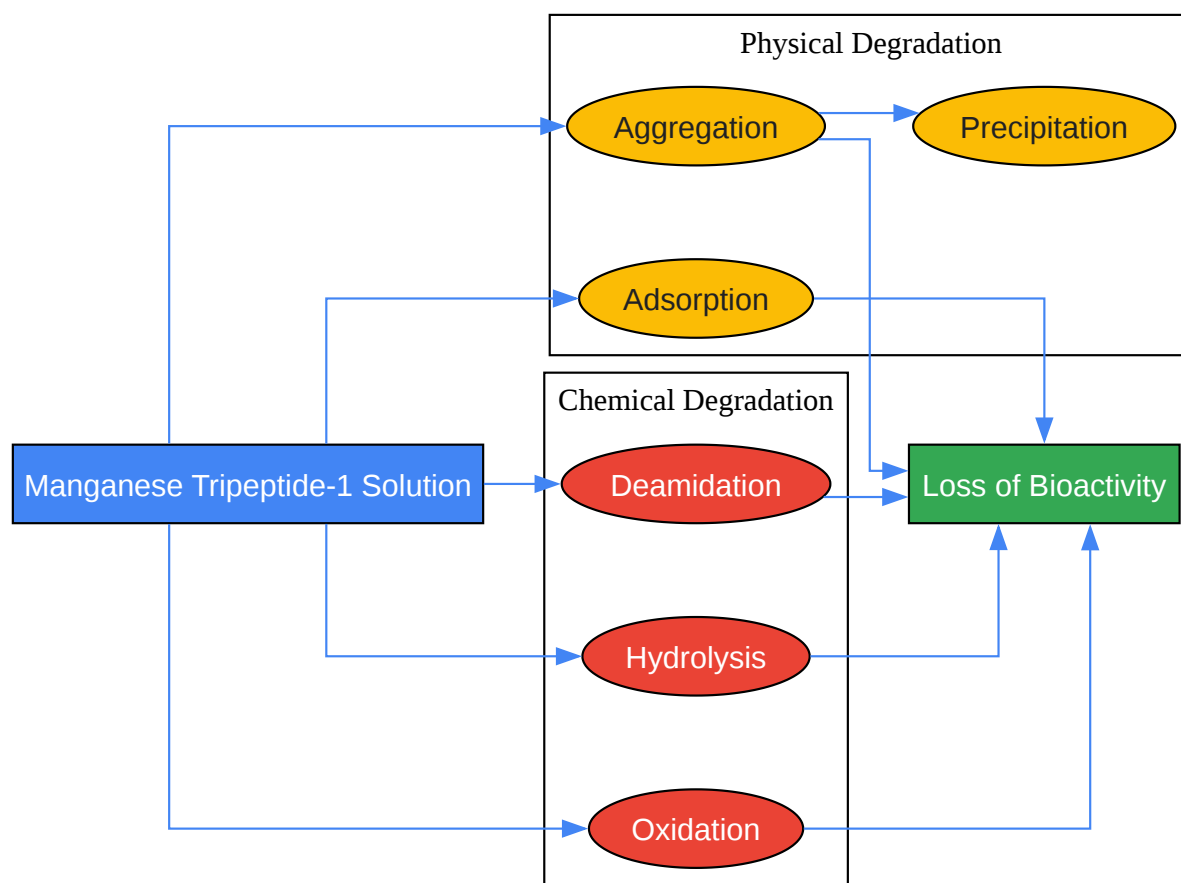 Physical Degradation
Aggregation
Precipitation
Adsorption
Chemical Degradation
Manganese Tripeptide-1 Solution
Deamidation
Loss of Bioactivity
Hydrolysis
Oxidation